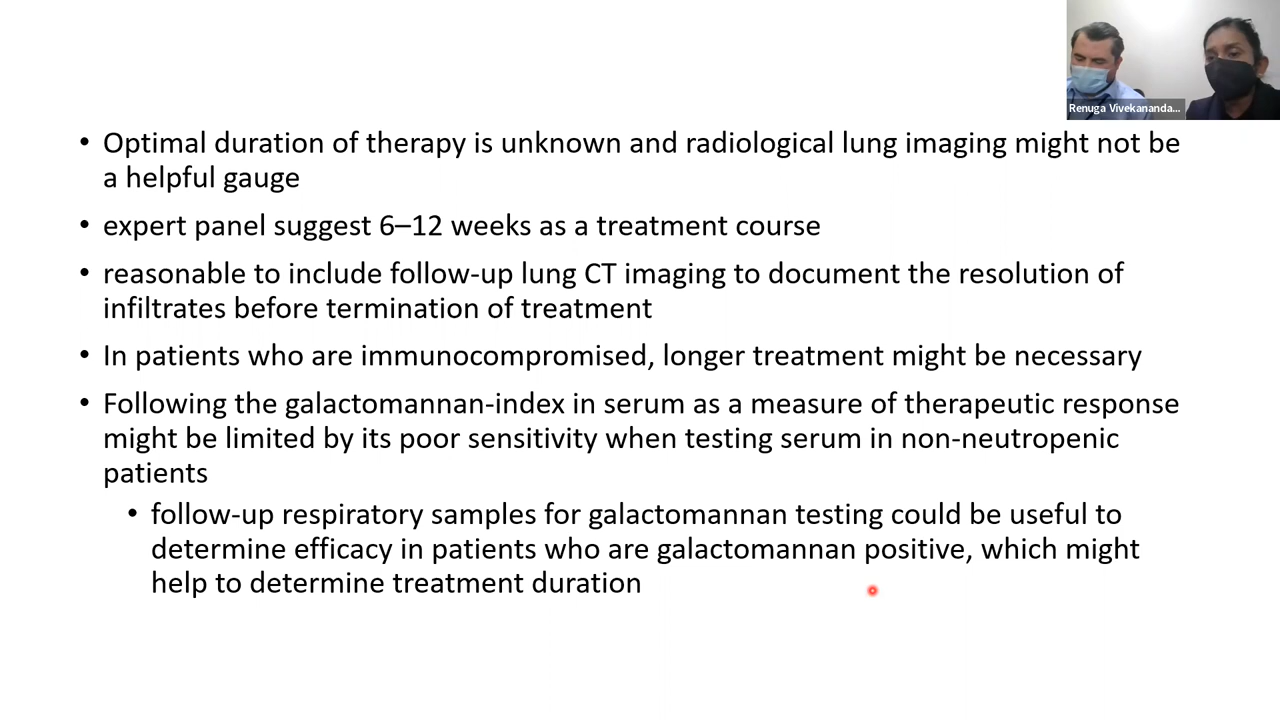 Renuga Vivekananda...
• Optimal duration of therapy is unknown and radiological lung imaging might not be
a helpful gauge
• expert panel suggest 6–12 weeks as a treatment course
• reasonable to include follow-up lung CT imaging to document the resolution of
infiltrates before termination of treatment
• In patients who are immunocompromised, longer treatment might be necessary
• Following the galactomannan-index in serum as a measure of therapeutic response
might be limited by its poor sensitivity when testing serum in non-neutropenic
patients
• follow-up respiratory samples for galactomannan testing could be useful to
determine efficacy in patients who are galactomannan positive, which might
help to determine treatment duration